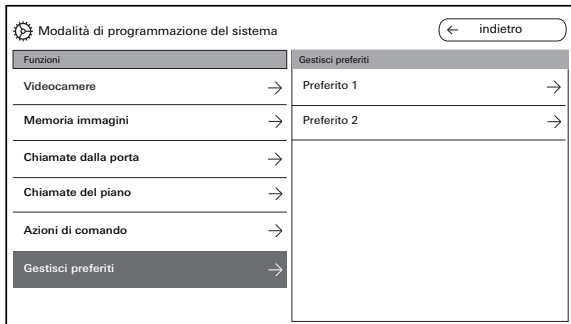 Modalità di programmazione del sistema
← indietro
Funzioni
Videocamere →
Memoria immagini →
Chiamate dalla porta →
Chiamate del piano →
Azioni di comando →
Gestisci preferiti →
Gestisci preferiti
Preferito 1 →
Preferito 2 →